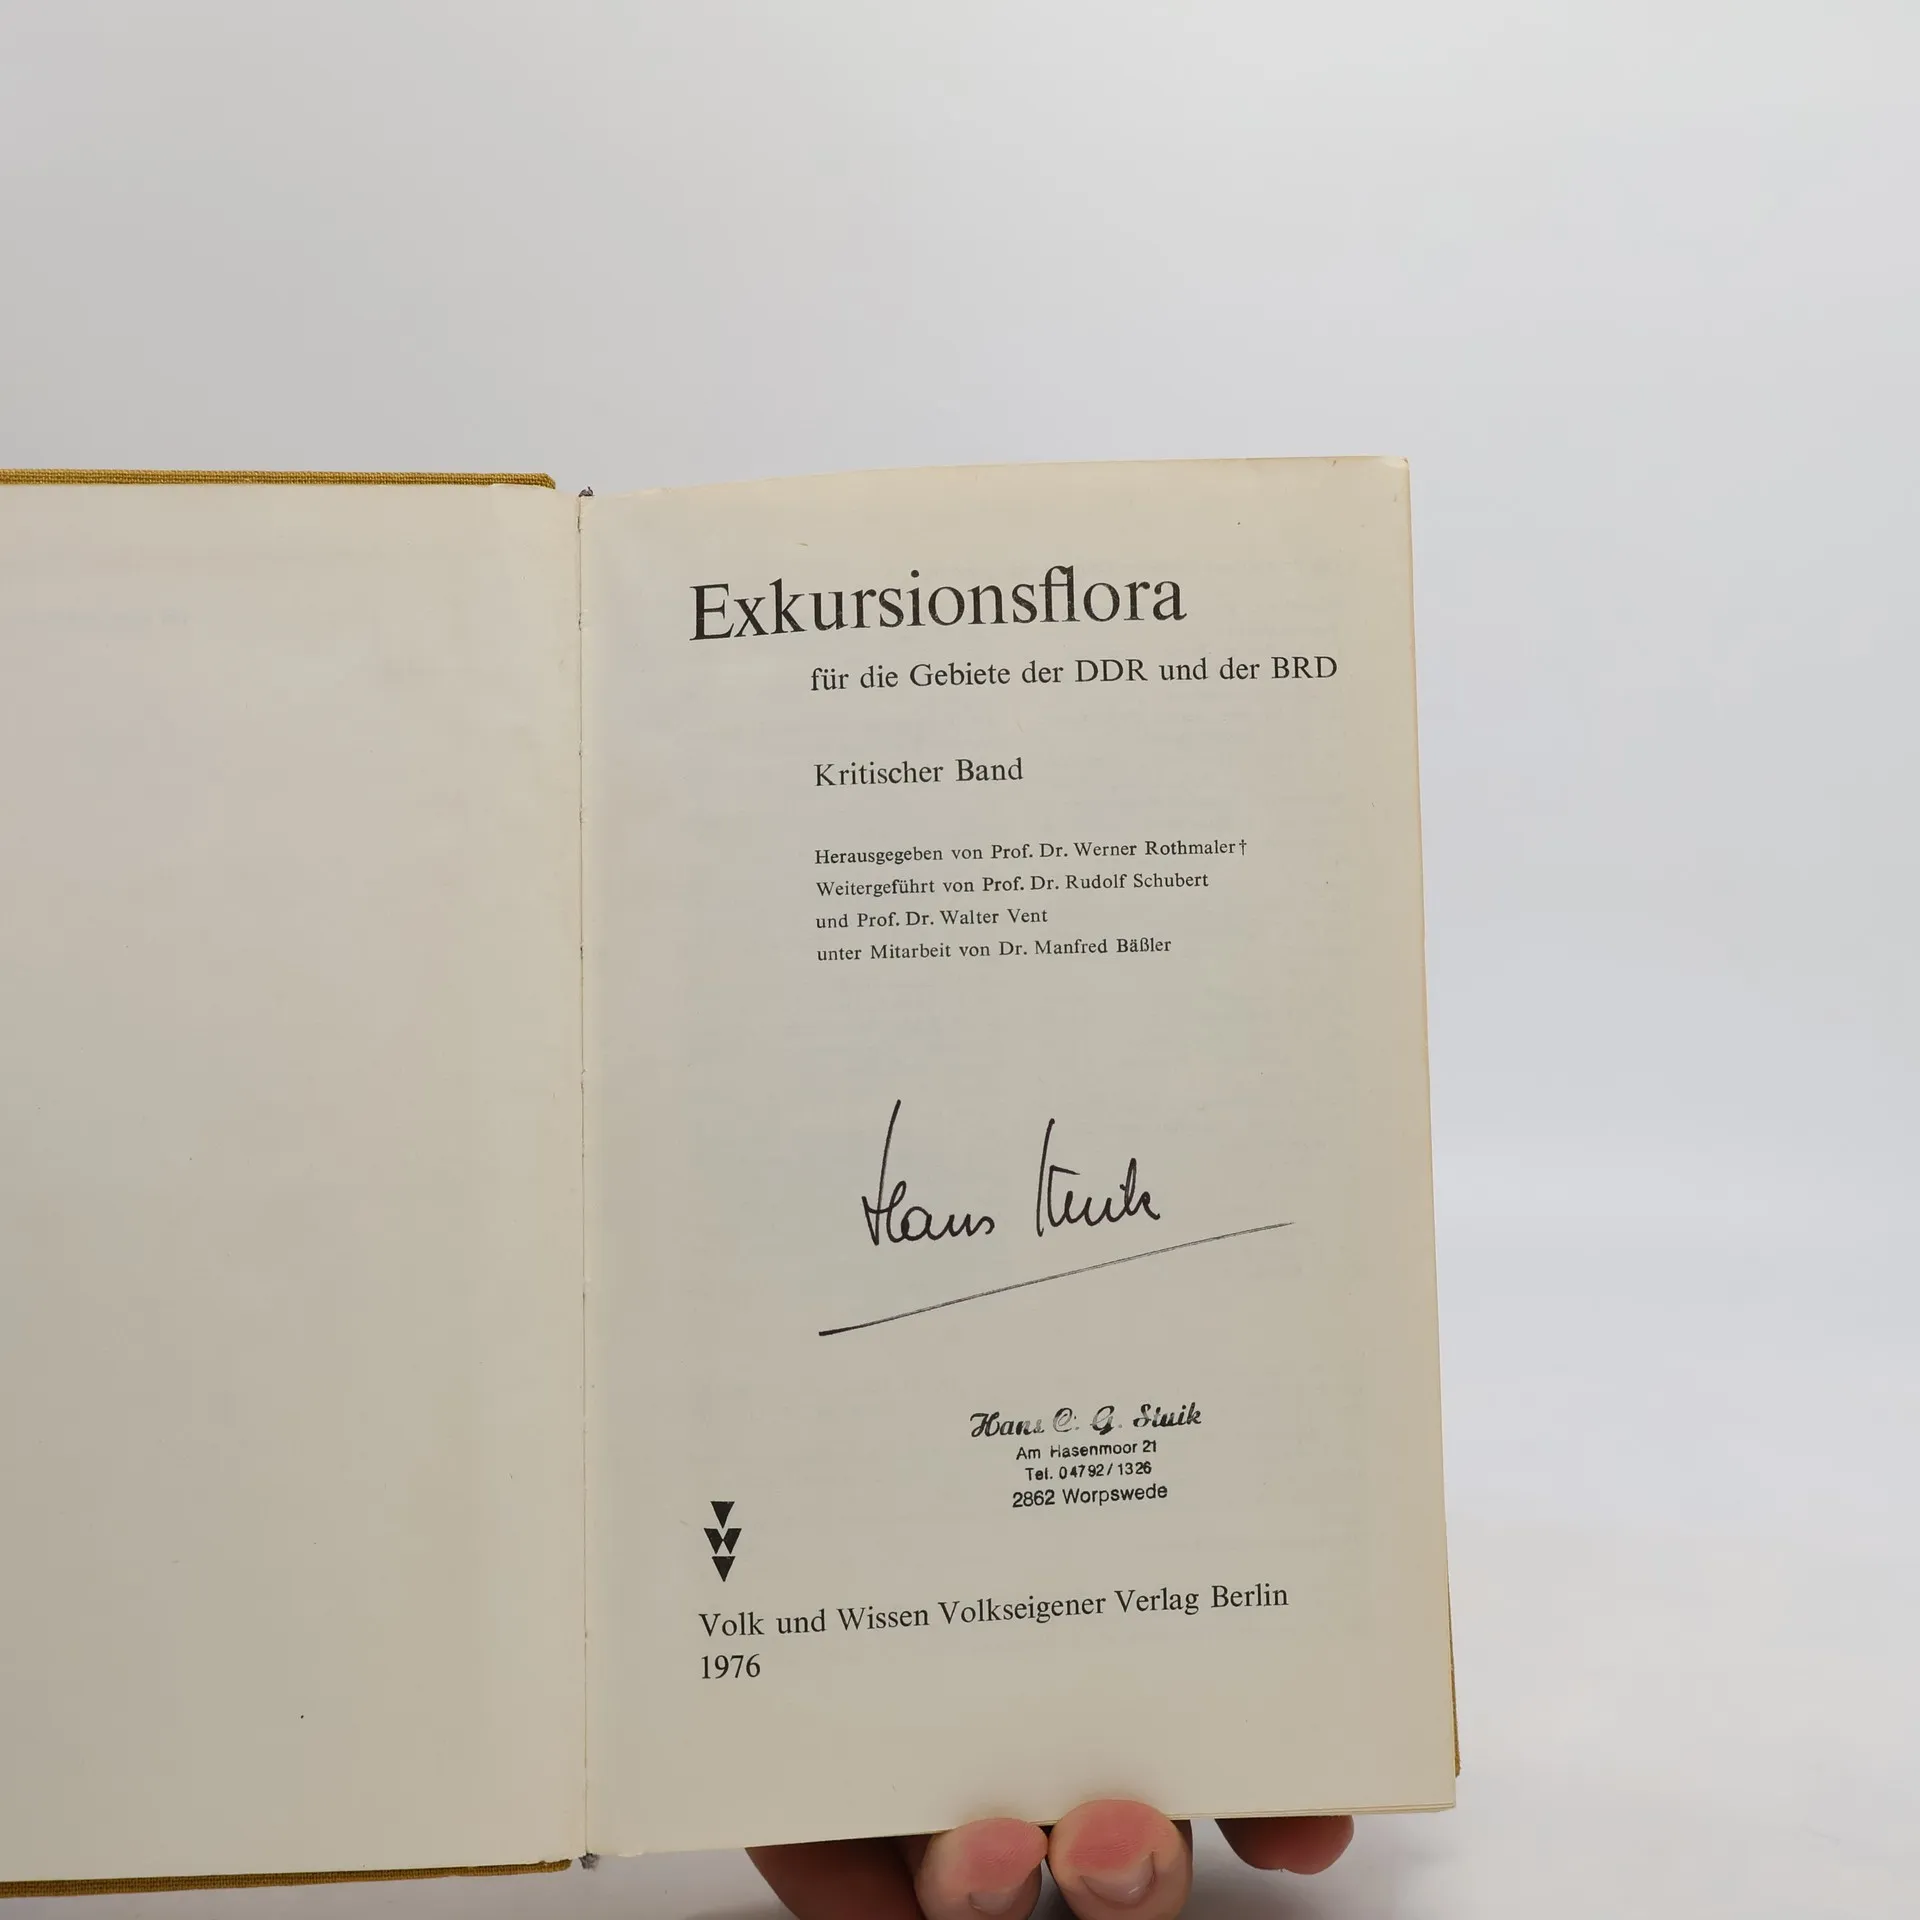 Exkursionsflora
für die Gebiete der DDR und der BRD
Kritischer Band
Herausgegeben von Prof. Dr. Werner Rothmaler†
Weitergeführt von Prof. Dr. Rudolf Schubert
und Prof. Dr. Walter Vent
unter Mitarbeit von Dr. Manfred Bäßler
Hans
Hans C. G. Stuik
Am Hasenmoor 21
Tel. 04792/1326
2862 Worpswede
Volk und Wissen Volkseigener Verlag Berlin
1976